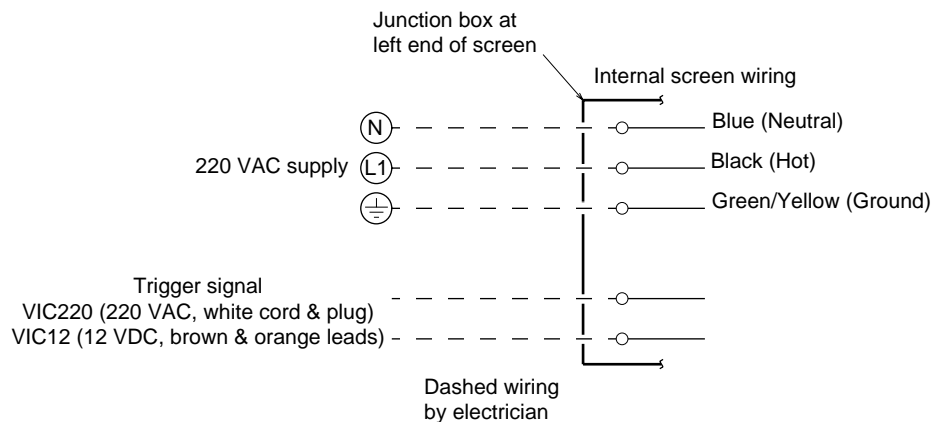 Junction box at
left end of screen
Internal screen wiring
N
Blue (Neutral)
220 VAC supply
L1
Black (Hot)
Green/Yellow (Ground)
Trigger signal
VIC220 (220 VAC, white cord & plug)
VIC12 (12 VDC, brown & orange leads)
Dashed wiring
by electrician